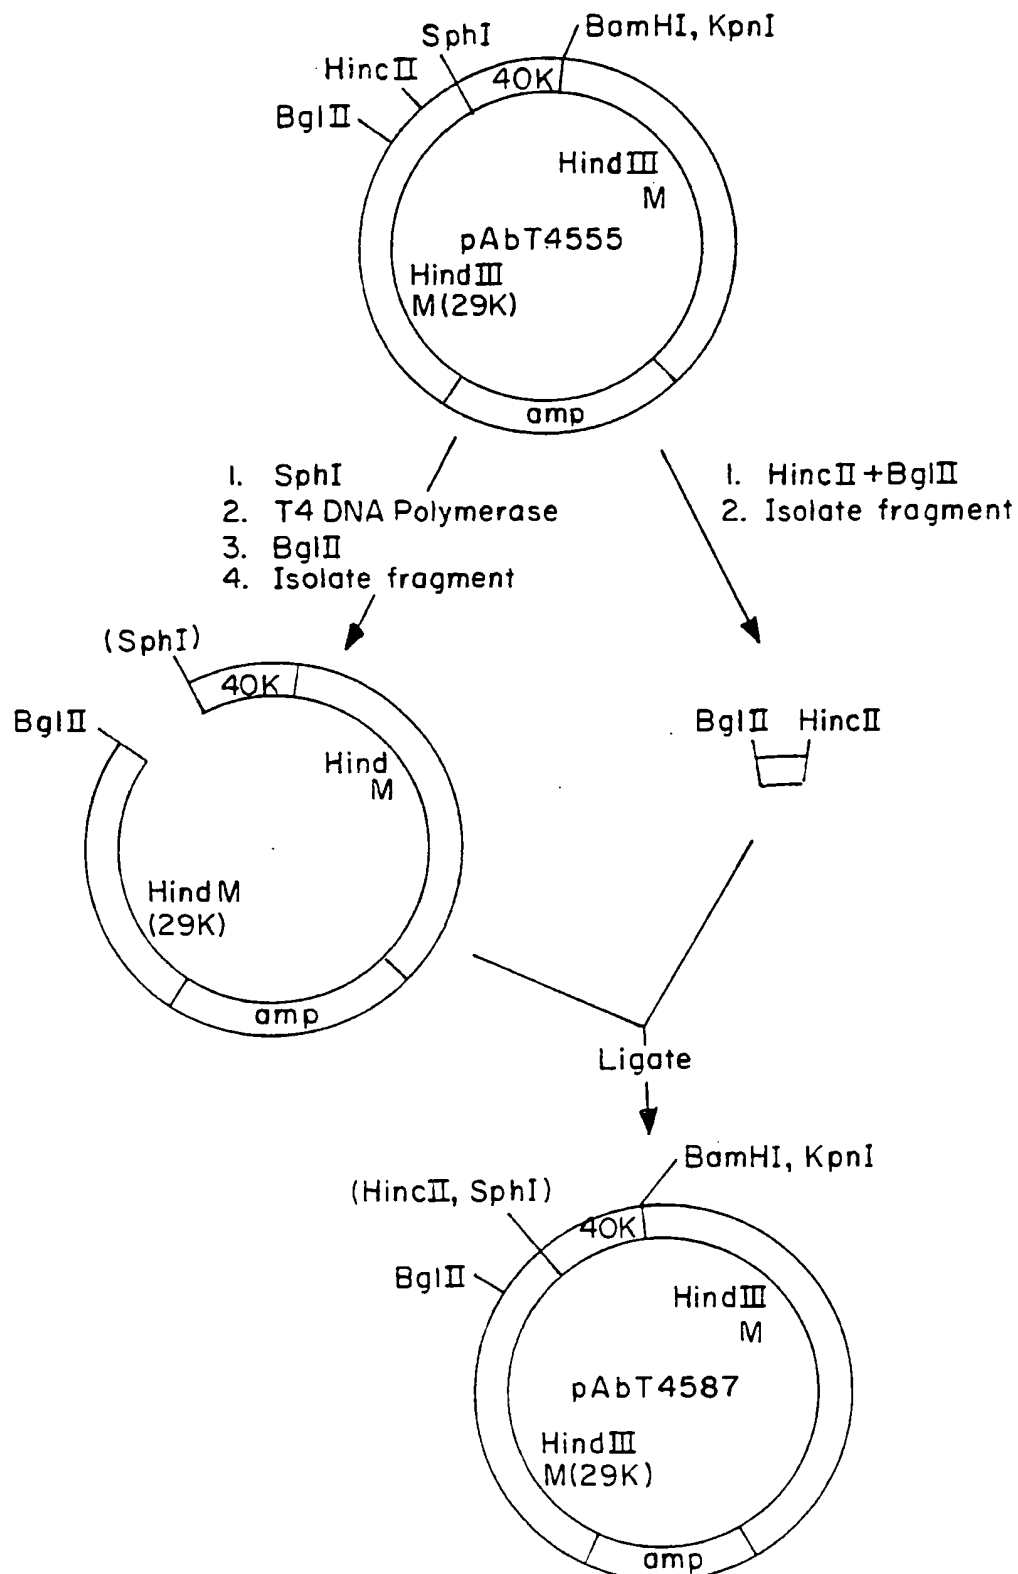 SphI
BamHI, KpnI
HincII
BglII
40K
HindIII
M
pAbT4555
HindIII
M(29K)
amp
1. SphI
2. T4 DNA Polymerase
3. BglII
4. Isolate fragment
1. HincII+BglII
2. Isolate fragment
(SphI)
40K
BglII
Hind
M
HindM
(29K)
amp
BglII HincII
Ligate
BamHI, KpnI
(HincII, SphI)
40K
BglII
HindIII
M
pAbT4587
HindIII
M(29K)
amp